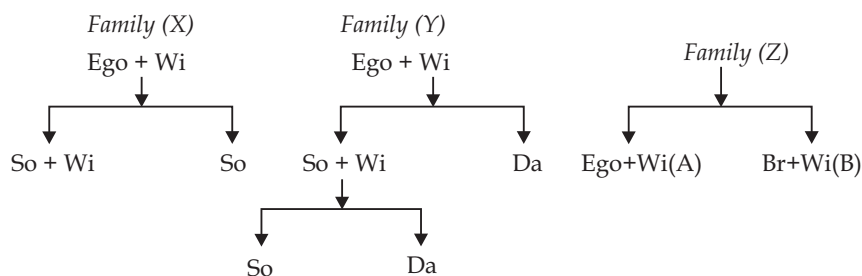 Family (X)
Ego + Wi
So + Wi So
Family (Y)
Ego + Wi
So + Wi Da
So Da
Family (Z)
Ego+Wi(A) Br+Wi(B)